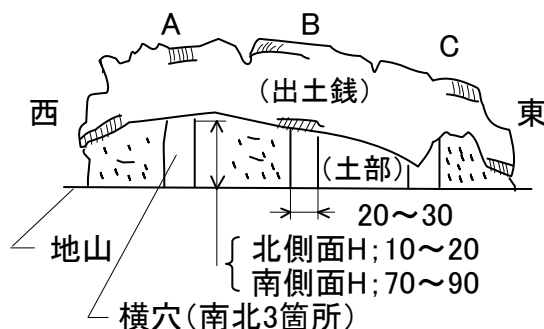 A
B
C
西
(出土銭)
東
(土部)
20～30
地山
北側面H;10～20
南側面H;70～90
横穴(南北3箇所)